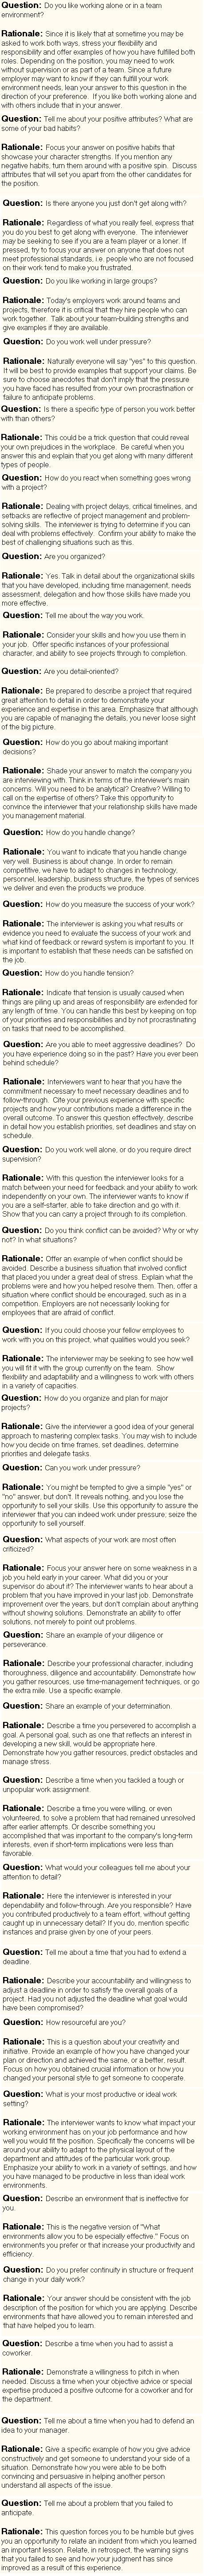 Question: Do you like working alone or in a team
environment?
Rationale: Since it is likely that at sometime you may be
asked to work both ways, stress your flexibility and
responsibility and offer examples of how you have fulfilled both
roles. Depending on the position, you may need to work
without supervision or as part of a team. Since a future
employer may want to know if they can fulfill your work
environment needs, lean your answer to this question in the
direction of your preference. If you like both working alone and
with others include that in your answer.
Question: Tell me about your positive attributes? What are
some of your bad habits?
Rationale: Focus your answer on positive habits that
showcase your character strengths. If you mention any
negative habits, turn them around with a positive spin. Discuss
attributes that will set you apart from the other candidates for
the position.
Question: Is there anyone you just don't get along with?
Rationale: Regardless of what you really feel, express that
you do you best to get along with everyone. The interviewer
may be seeking to see if you are a team player or a loner. If
pressed, try to focus your answer on anyone that does not
meet professional standards, i.e. people who are not focused
on their work tend to make you frustrated.
Question: Do you like working in large groups?
Rationale: Today's employers work around teams and
projects, therefore it is critical that they hire people who can
work together. Talk about your team-building strengths and
give examples if they are available.
Question: Do you work well under pressure?
Rationale: Naturally everyone will say "yes" to this question.
It will be best to provide examples that support your claims. Be
sure to choose anecdotes that don't imply that the pressure
you have faced has resulted from your own procrastination or
failure to anticipate problems.
Question: Is there a specific type of person you work better
with than others?
Rationale: This could be a trick question that could reveal
your own prejudices in the workplace. Be careful when you
answer this and explain that you get along with many different
types of people.
Question: How do you react when something goes wrong
with a project?
Rationale: Dealing with project delays, critical timelines, and
setbacks are reflective of project management and problem-
solving skills. The interviewer is trying to determine if you can
deal with problems effectively. Confirm your ability to make the
best of challenging situations such as this.
Question: Are you organized?
Rationale: Yes. Talk in detail about the organizational skills
that you have developed, including time management, needs
assessment, delegation and how those skills have made you
more effective.
Question: Tell me about the way you work.
Rationale: Consider your skills and how you use them in
your job. Offer specific instances of your professional
character, and ability to see projects through to completion.
Question: Are you detail-oriented?
Rationale: Be prepared to describe a project that required
great attention to detail in order to demonstrate your
experience and expertise in this area. Emphasize that although
you are capable of managing the details, you never lose sight
of the big picture.
Question: How do you go about making important
decisions?
Rationale: Shade your answer to match the company you
are interviewing with. Think in terms of the interviewer's main
concerns. Will you need to be analytical? Creative? Willing to
call on the expertise of others? Take this opportunity to
convince the interviewer that your relationship skills have made
you management material.
Question: How do you handle change?
Rationale: You want to indicate that you handle change
very well. Business is about change. In order to remain
competitive, we have to adapt to changes in technology,
personnel, leadership, business structure, the types of services
we deliver and even the products we produce.
Question: How do you measure the success of your work?
Rationale: The interviewer is asking you what results or
evidence you need to evaluate the success of your work and
what kind of feedback or reward system is important to you. It
is important to establish that these needs can be satisfied on
the job.
Question: How do you handle tension?
Rationale: Indicate that tension is usually caused when
things are piling up and areas of responsibility are extended for
any length of time. You can handle this best by keeping on top
of your priorities and responsibilities and by not procrastinating
on tasks that need to be accomplished.
Question: Are you able to meet aggressive deadlines? Do
you have experience doing so in the past? Have you ever been
behind schedule?
Rationale: Interviewers want to hear that you have the
commitment necessary to meet necessary deadlines and to
follow-through. Cite your previous experience with specific
projects and how your contributions made a difference in the
overall outcome. To answer this question effectively, describe
in detail how you establish priorities, set deadlines and stay on
schedule.
Question: Do you work well alone, or do you require direct
supervision?
Rationale: With this question the interviewer looks for a
match between your need for feedback and your ability to work
effectively on your own. The interviewer wants to know if
you are a self-starter, able to take direction and go with it.
Show that you can carry a project through to its completion.
Question: Do you think conflict can be avoided? Why or why
not? In what situations?
Rationale: Offer an example of when conflict should be
avoided. Describe a business situation that involved conflict
that placed you under a great deal of stress. Explain what the
problems were and how you helped resolve them. Then, offer a
situation where conflict should be encouraged, such as in a
competition. Employers are not necessarily looking for
employees that are afraid of conflict.
Question: If you could choose your fellow employees to
work with you on this project, what qualities would you seek?
Rationale: The interviewer may be seeking to see how well
you will fit it with the group currently on the team. Show
flexibility and adaptability and a willingness to work with others
in a variety of capacities.
Question: How do you organize and plan for major
projects?
Rationale: Give the interviewer a good idea of your general
approach to mastering complex tasks. You may wish to include
how you decide on time frames, set deadlines, determine
priorities and delegate tasks.
Question: Can you work under pressure?
Rationale: You might be tempted to give a simple "yes" or
"no" answer, but don't. It reveals nothing, and you lose the
opportunity to sell your skills. Use this opportunity to assure the
interviewer that you can indeed work under pressure, seize the
opportunity to sell yourself.
Question: What aspects of your work are most often
criticized?
Rationale: Focus your answer here on some weakness in a
job you held early in your career. What did you or your
supervisor do about it? The interviewer wants to hear about a
problem that you have improved in your last job. Demonstrate
improvement over the years, but don't complain about anything
without showing solutions. Demonstrate an ability to offer
solutions, not merely to point out problems.
Question: Share an example of your diligence or
perseverance.
Rationale: Describe your professional character, including
thoroughness, diligence and accountability. Demonstrate how
you gather resources, use time-management techniques, or go
the extra mile. Use a specific example.
Question: Share an example of your determination.
Rationale: Describe a time you persevered to accomplish a
goal. A personal goal, such as one that reflects an interest in
developing a new skill, would be appropriate here.
Demonstrate how you gather resources, predict obstacles and
manage stress.
Question: Describe a time when you tackled a tough or
unpopular work assignment.
Rationale: Describe a time you were willing, or even
volunteered, to solve a problem that had remained unresolved
after earlier attempts. Or describe something you
accomplished that was important to the company's long-term
interests, even if short-term implications were less than
favorable.
Question: What would your colleagues tell me about your
attention to detail?
Rationale: Here the interviewer is interested in your
dependability and follow-through. Are you responsible? Have
you contributed productively to a team effort, without getting
caught up in unnecessary detail? If you do, mention specific
instances and praise given by one of your peers.
Question: Tell me about a time that you had to extend a
deadline.
Rationale: Describe your accountability and willingness to
adjust a deadline in order to satisfy the overall goals of a
project. Had you not adjusted the deadline what goal would
have been compromised?
Question: How resourceful are you?
Rationale: This is a question about your creativity and
initiative. Provide an example of how you have changed your
plan or direction and achieved the same, or a better, result.
Focus on how you obtained crucial information or how you
changed your personal style to get someone to cooperate.
Question: What is your most productive or ideal work
setting?
Rationale: The interviewer wants to know what impact your
working environment has on your job performance and how
well you would fit the position. Specifically the concerns will be
around your ability to adapt to the physical layout of the
department and attitudes of the particular work group.
Emphasize your ability to work in a variety of settings, and how
you have managed to be productive in less than ideal work
environments.
Question: Describe an environment that is ineffective for
you.
Rationale: This is the negative version of "What
environments allow you to be especially effective." Focus on
environments you prefer or that increase your productivity and
efficiency.
Question: Do you prefer continuity in structure or frequent
change in your daily work?
Rationale: Your answer should be consistent with the job
description of the position for which you are applying. Describe
environments that have allowed you to remain interested and
that have helped you to learn.
Question: Describe a time when you had to assist a
coworker.
Rationale: Demonstrate a willingness to pitch in when
needed. Discuss a time when your objective advice or special
expertise produced a positive outcome for a coworker and for
the department.
Question: Tell me about a time when you had to defend an
idea to your manager.
Rationale: Give a specific example of how you give advice
constructively and get someone to understand your side of a
situation. Demonstrate how you were able to be both
convincing and persuasive in helping another person
understand all aspects of the issue.
Question: Tell me about a problem that you failed to
anticipate.
Rationale: This question forces you to be humble but gives
you an opportunity to relate an incident from which you learned
an important lesson. Relate, in retrospect, the warning signs
that you failed to see and how your judgment has since
improved as a result of this experience.